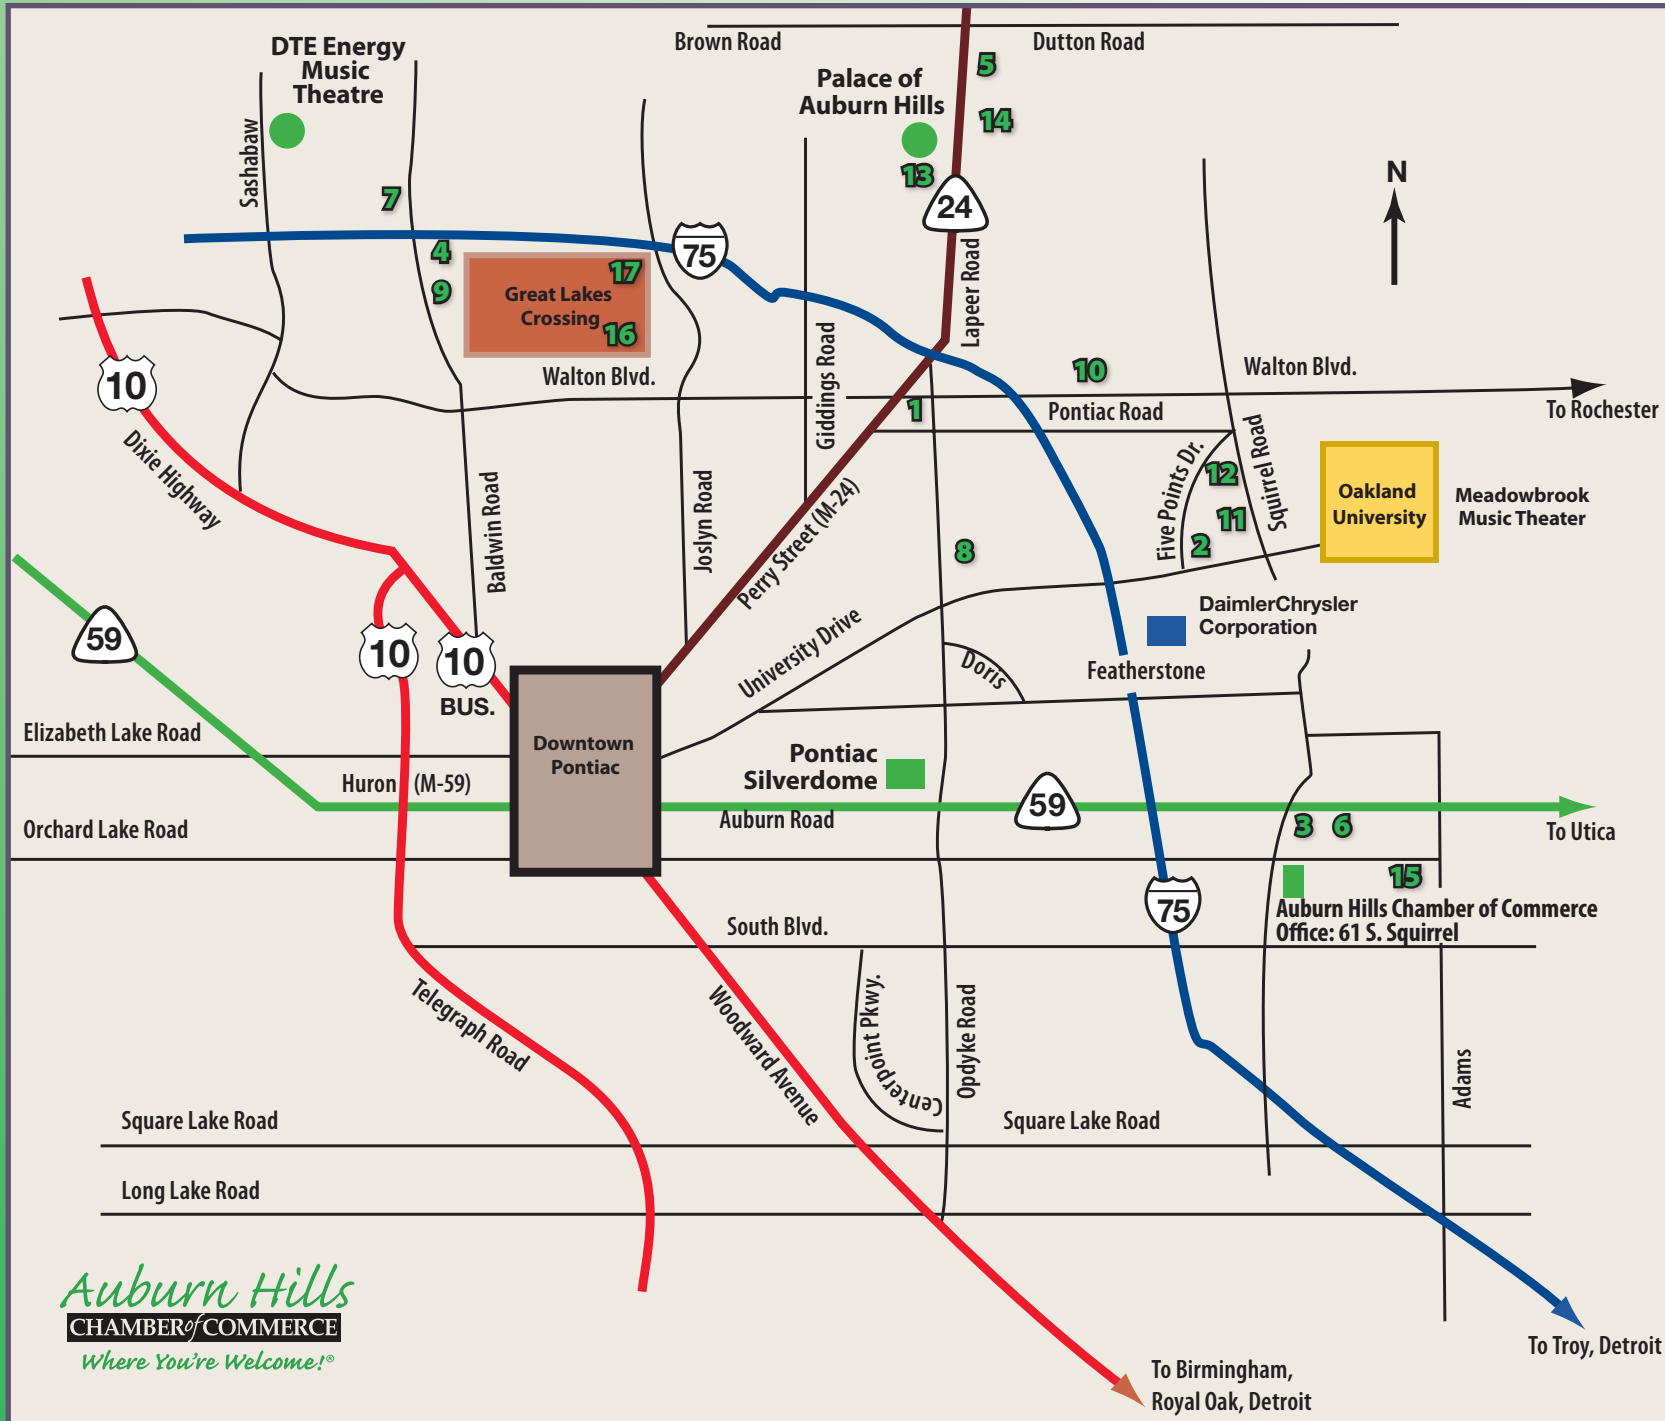 Brown Road
Dutton Road
DTE Energy
Music
Theatre
5
Palace of
Auburn Hills
14
Sashabaw
13
N
7
24
4
75
17
9
Great Lakes
Crossing
16
Lapeer Road
Giddings Road
10
Walton Blvd.
10
Walton Blvd.
To Rochester
1
Pontiac Road
Dixie Highway
Baldwin Road
Joslyn Road
Perry Street (M-24)
Five Points Dr.
12
Squirrel Road
11
2
8
Oakland
University
Meadowbrook
Music Theater
59
10
10
BUS.
University Drive
Doris
DaimlerChrysler
Corporation
Featherstone
Elizabeth Lake Road
Downtown
Pontiac
Pontiac
Silverdome
Huron (M-59)
59
Orchard Lake Road
Auburn Road
3
6
To Utica
15
75
Auburn Hills Chamber of Commerce
Office: 61 S. Squirrel
South Blvd.
Telegraph Road
Woodward Avenue
Centerpoint Pkwy.
Opdyke Road
Adams
Square Lake Road
Square Lake Road
Long Lake Road
Auburn Hills
CHAMBER of COMMERCE
Where You're Welcome!®
To Troy, Detroit
To Birmingham,
Royal Oak, Detroit